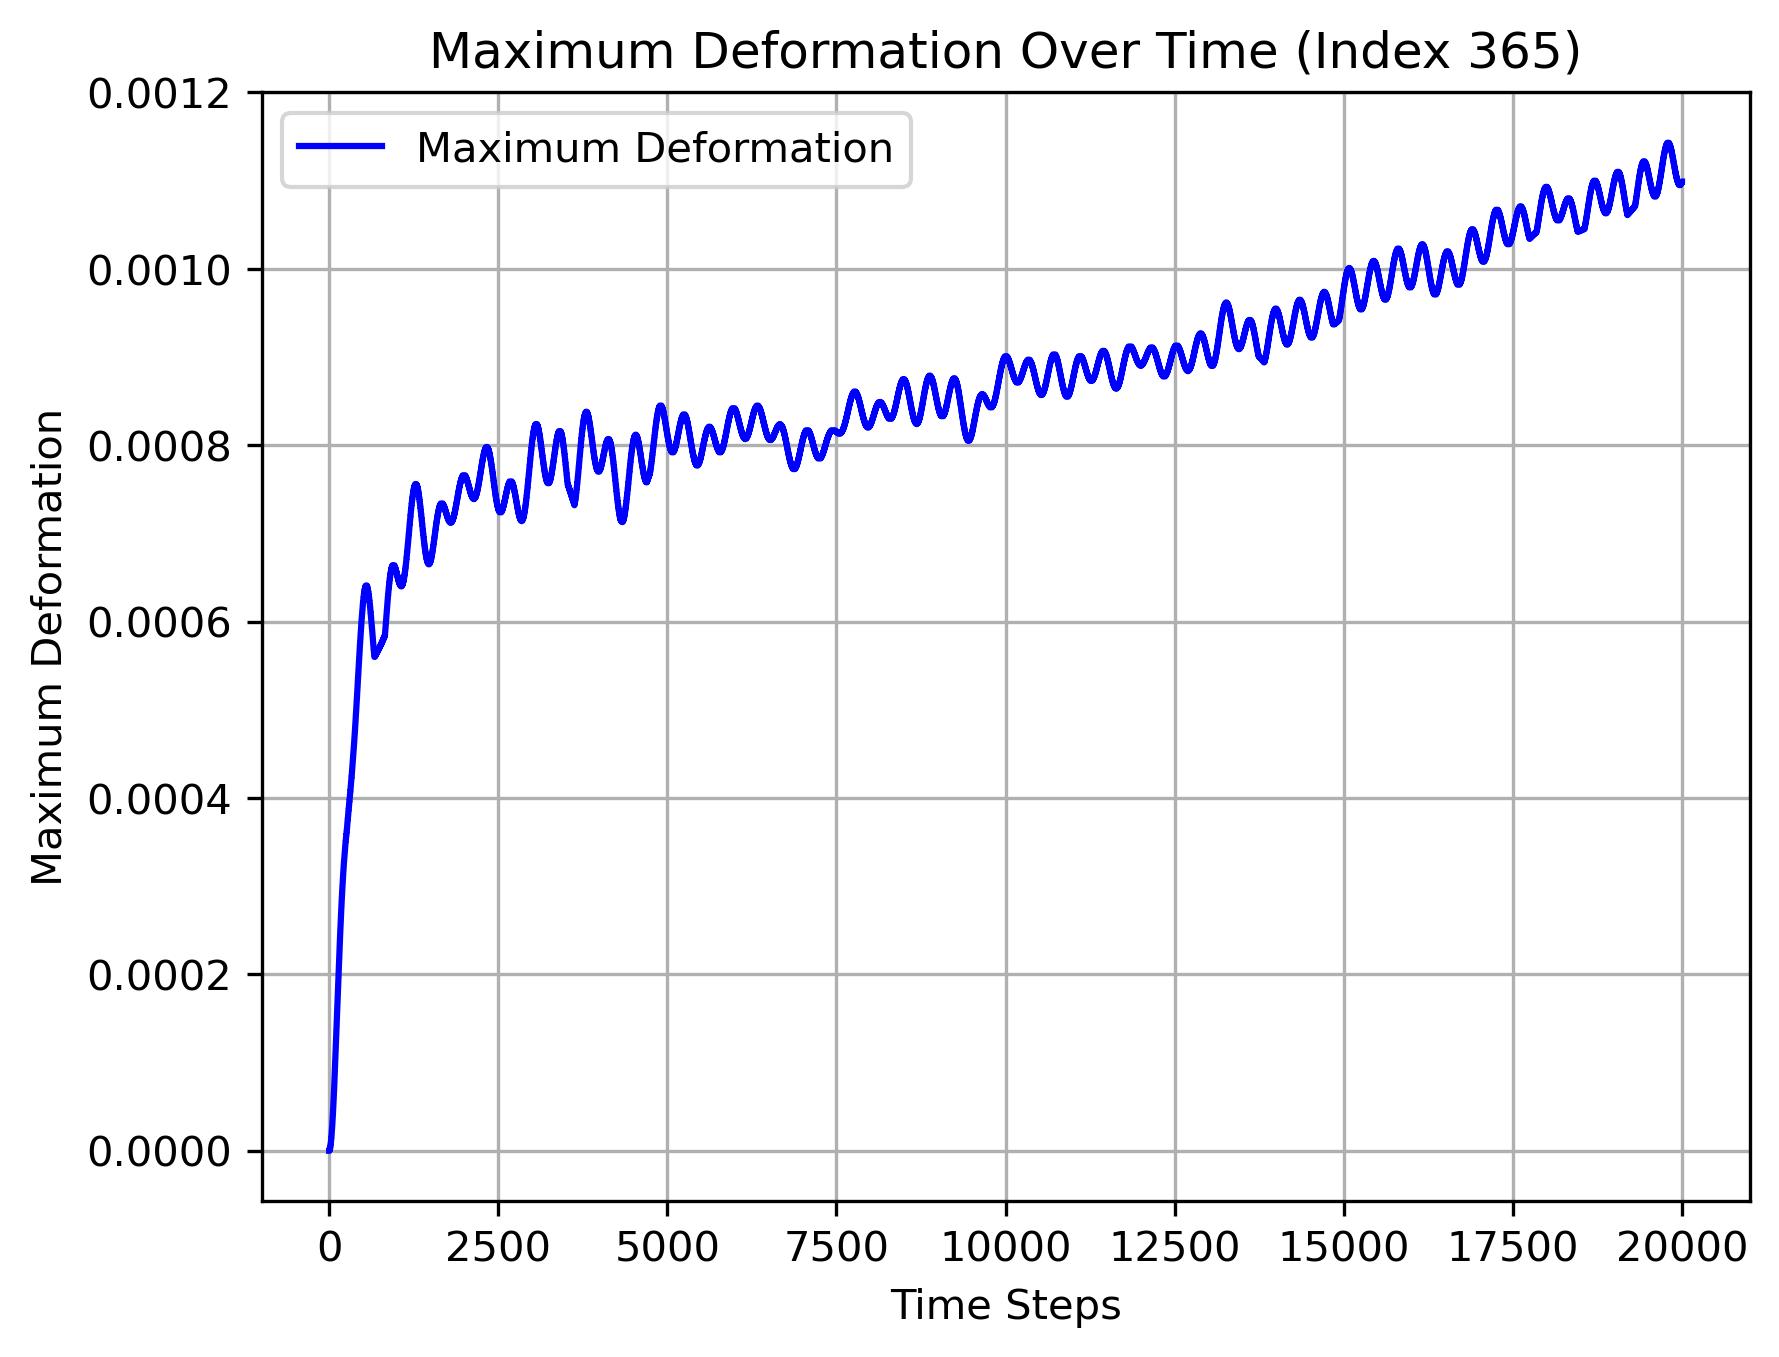 Maximum Deformation Over Time (Index 365)
Maximum Deformation
0.0012
0.0010
0.0008
0.0006
0.0004
0.0002
0.0000
Maximum Deformation
0 2500 5000 7500 10000 12500 15000 17500 20000
Time Steps